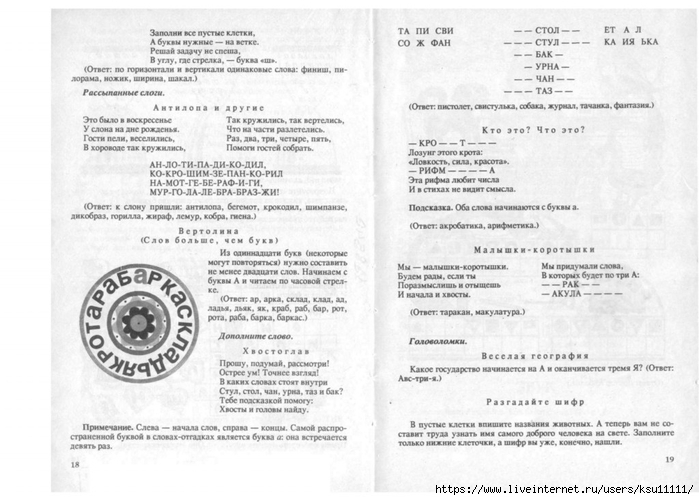 Заполни все пустые клетки,
А буквы нужные — на ветке.
Решай задачу не спеша,
В углу, где стрелка, — буква «ш».
(Ответ: по горизонтали и вертикали одинаковые слова: финиш, пи-
лорама, ножик, ширина, шакал.)
Рассыпанные слоги.
Антилопа и другие
Это было в воскресенье
У слона на дне рожденья.
Гости пели, веселились,
В хороводе так кружились,
Так кружились, так вертелись,
Что на части разлетелись.
Раз, два, три, четыре, пять,
Помоги гостей собрать.
АН-ЛО-ТИ-ПА-ДИ-КО-ДИЛ,
КО-КРО-ШИМ-ЗЕ-ПАН-КО-РИЛ
НА-МОТ-ГЕ-БЕ-РАФ-И-ГИ,
МУР-ГО-ЛА-ЛЕ-БРА-БРАЗ-ЖИ!
(Ответ: к слону пришли: антилопа, бегемот, крокодил, шимпанзе,
дикобраз, горилла, жираф, лемур, кобра, гиена.)
Вертолина
(Слов больше, чем букв)
Из одиннадцати букв (некоторые
могут повторяться) нужно составить
не менее двадцати слов. Начинаем с
буквы А и читаем по часовой стрел-
ке.
(Ответ: ар, арка, склад, клад, ад,
ладья, дьяк, як, краб, раб, бар, рот,
рота, раба, барка, баркас.)
АРКАСКЛАДЬЯКРОТАРАБАБ
Дополните слово.
Хвостоглав
Прошу, подумай, рассмотри!
Острее ум! Точнее взгляд!
В каких словах стоят внутри
Стул, стол, чан, урна, таз и бак?
Тебе подсказкой помогу:
Хвосты и головы найду.
Примечание. Слева — начала слов, справа — концы. Самой распро-
страненной буквой в словах-отгадках является буква а: она встречается
девять раз.
18
ТА ПИ СВИ
СО Ж ФАН
— — СТОЛ — —
— — — СТУЛ — — —
— — БАК —
— УРНА —
— — ЧАН — —
— — — ТАЗ — —
ЕТ А Л
КА ИЯ ЬКА
(Ответ: пистолет, свистулька, собака, журнал, тачанка, фантазия.)
Кто это? Что это?
— КРО — — Т — — —
Лозунг этого крота:
«Ловкость, сила, красота».
— РИФМ — — — — А
Эта рифма любит числа
И в стихах не видит смысла.
Подсказка. Оба слова начинаются с буквы а.
(Ответ: акробатика, арифметика.)
Малышки-коротышки
Мы — малышки-коротышки.
Будем рады, если ты
Поразмыслишь и отыщешь
И начала и хвосты.
Мы придумали слова,
В которых будет по три А:
— — РАК — —
— АКУЛА — — — —
(Ответ: таракан, макулатура.)
Головоломки.
Веселая география
Какое государство начинается на А и оканчивается тремя Я? (Ответ:
Авс-три-я.)
Разгадайте шифр
В пустые клетки впишите названия животных. А теперь вам не со-
ставит труда узнать имя самого доброго человека на свете. Заполните
только нижние клеточки, а шифр вы уже, конечно, нашли.
19
https://www.liveinternet.ru/users/ksu11111/